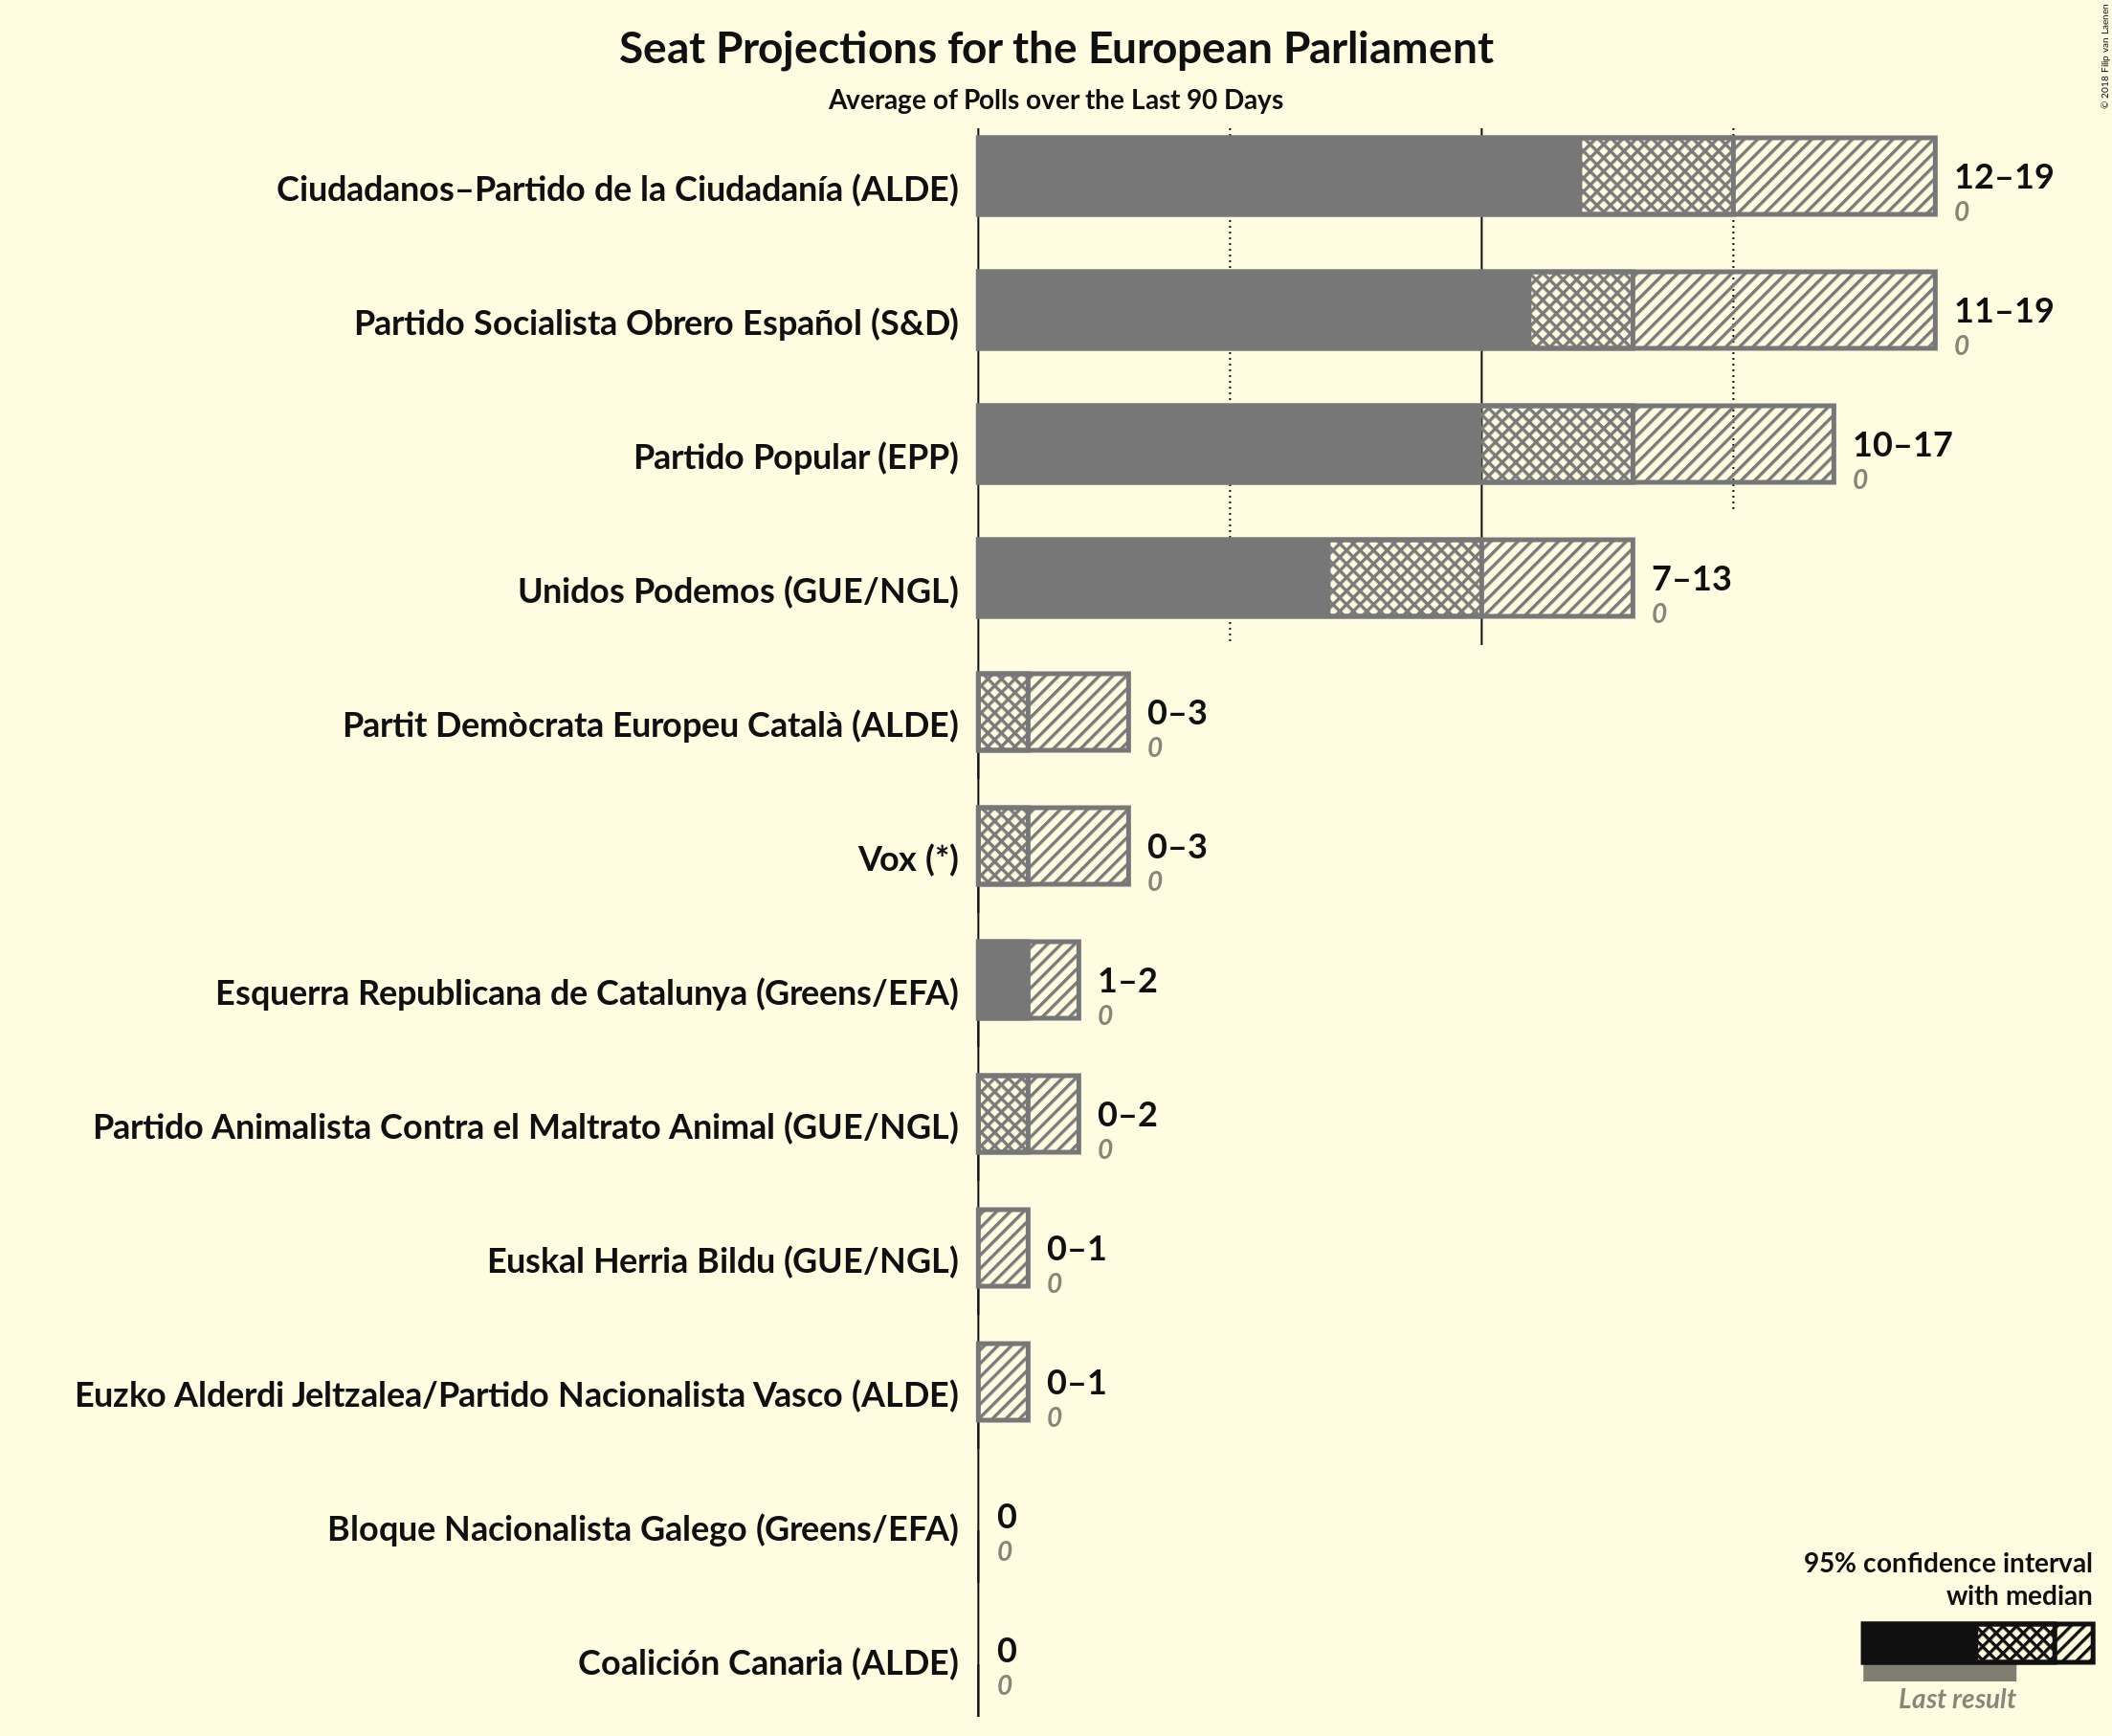 Seat Projections for the European Parliament
Average of Polls over the Last 90 Days
© 2018 Filip van Laenen
Ciudadanos–Partido de la Ciudadanía (ALDE)
12–19
0
Partido Socialista Obrero Español (S&D)
11–19
0
Partido Popular (EPP)
10–17
0
Unidos Podemos (GUE/NGL)
7–13
0
Partit Demòcrata Europeu Català (ALDE)
0–3
0
Vox (*)
0–3
0
Esquerra Republicana de Catalunya (Greens/EFA)
1–2
0
Partido Animalista Contra el Maltrato Animal (GUE/NGL)
0–2
0
Euskal Herria Bildu (GUE/NGL)
0–1
0
Euzko Alderdi Jeltzalea/Partido Nacionalista Vasco (ALDE)
0–1
0
Bloque Nacionalista Galego (Greens/EFA)
0
0
Coalición Canaria (ALDE)
0
0
95% confidence interval
with median
Last result